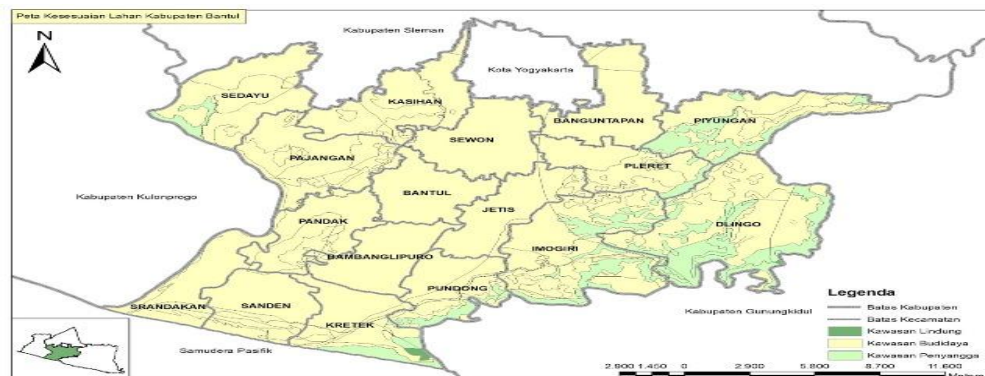 Peta Kesesuaian Lahan Kabupaten Bantul
N
Kabupaten Sleman
Kota Yogyakarta
SEDAYU
KASIHAN
BANGUNTAPAN
PIYUNGAN
SEWON
PAJANGAN
PLERET
Kabupaten Kulonprogo
BANTUL
JETIS
PANDAK
DLINGO
IMOGIRI
BAMBANGLIPURO
PUNDONG
SRANDAKAN
SANDEN
KRETEK
Kabupaten Gunungkidul
Samudera Pasifik
Legenda
Batas Kabupaten
Batas Kecamatan
Kawasan Lindung
Kawasan Budidaya
Kawasan Penyangga
2.900 1.450 0 2.900 5.800 8.700 11.600